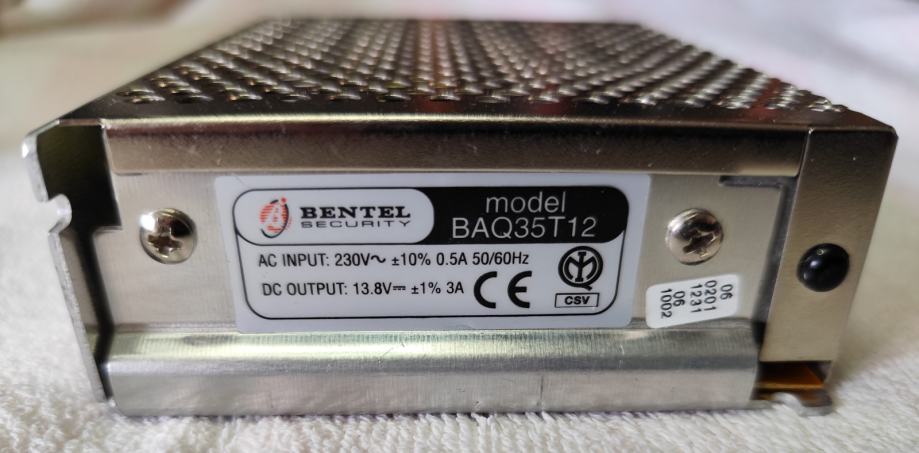 BENTEL
SECURITY
model
BAQ35T12
AC INPUT: 230V~ ±10% 0.5A 50/60Hz
DC OUTPUT: 13.8V⎓ ±1% 3A
CE
CSV
06
0201
1231
06
1002